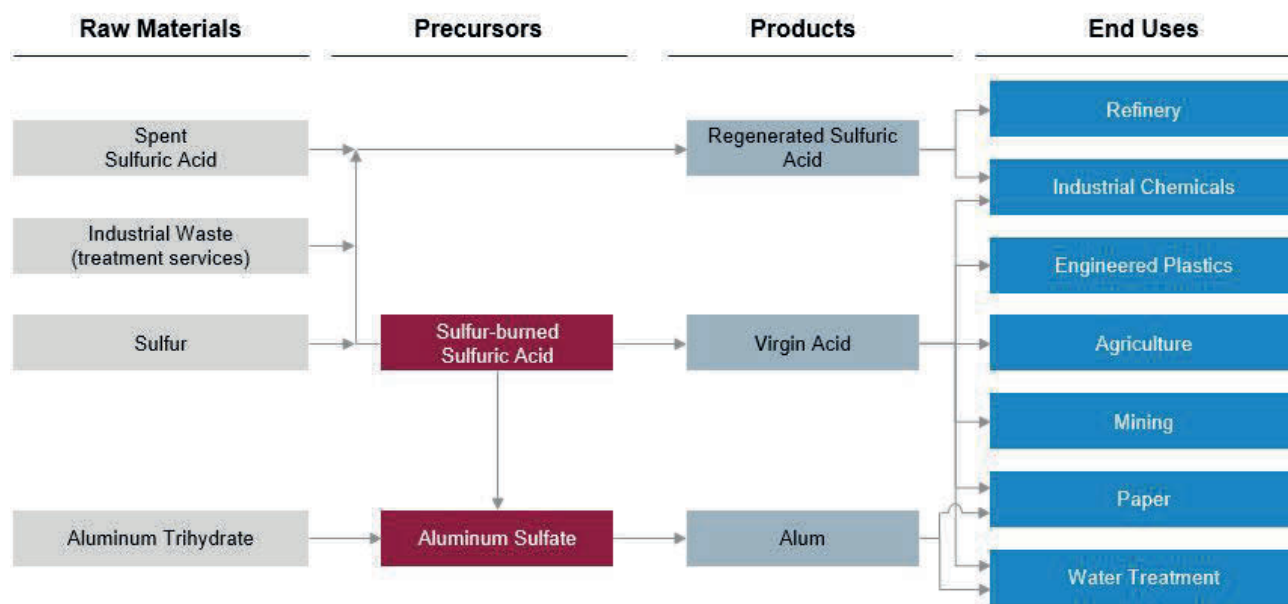 Raw Materials
Precursors
Products
End Uses
Spent
Sulfuric Acid
Regenerated Sulfuric
Acid
Refinery
Industrial Chemicals
Industrial Waste
(treatment services)
Engineered Plastics
Sulfur
Sulfur-burned
Sulfuric Acid
Virgin Acid
Agriculture
Mining
Paper
Aluminum Trihydrate
Aluminum Sulfate
Alum
Water Treatment